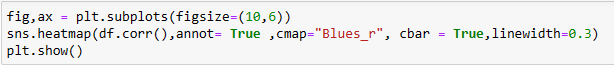 fig,ax = plt.subplots(figsize=(10,6))
sns.heatmap(df.corr(),annot= True ,cmap="Blues_r", cbar = True,linewidth=0.3)
plt.show()